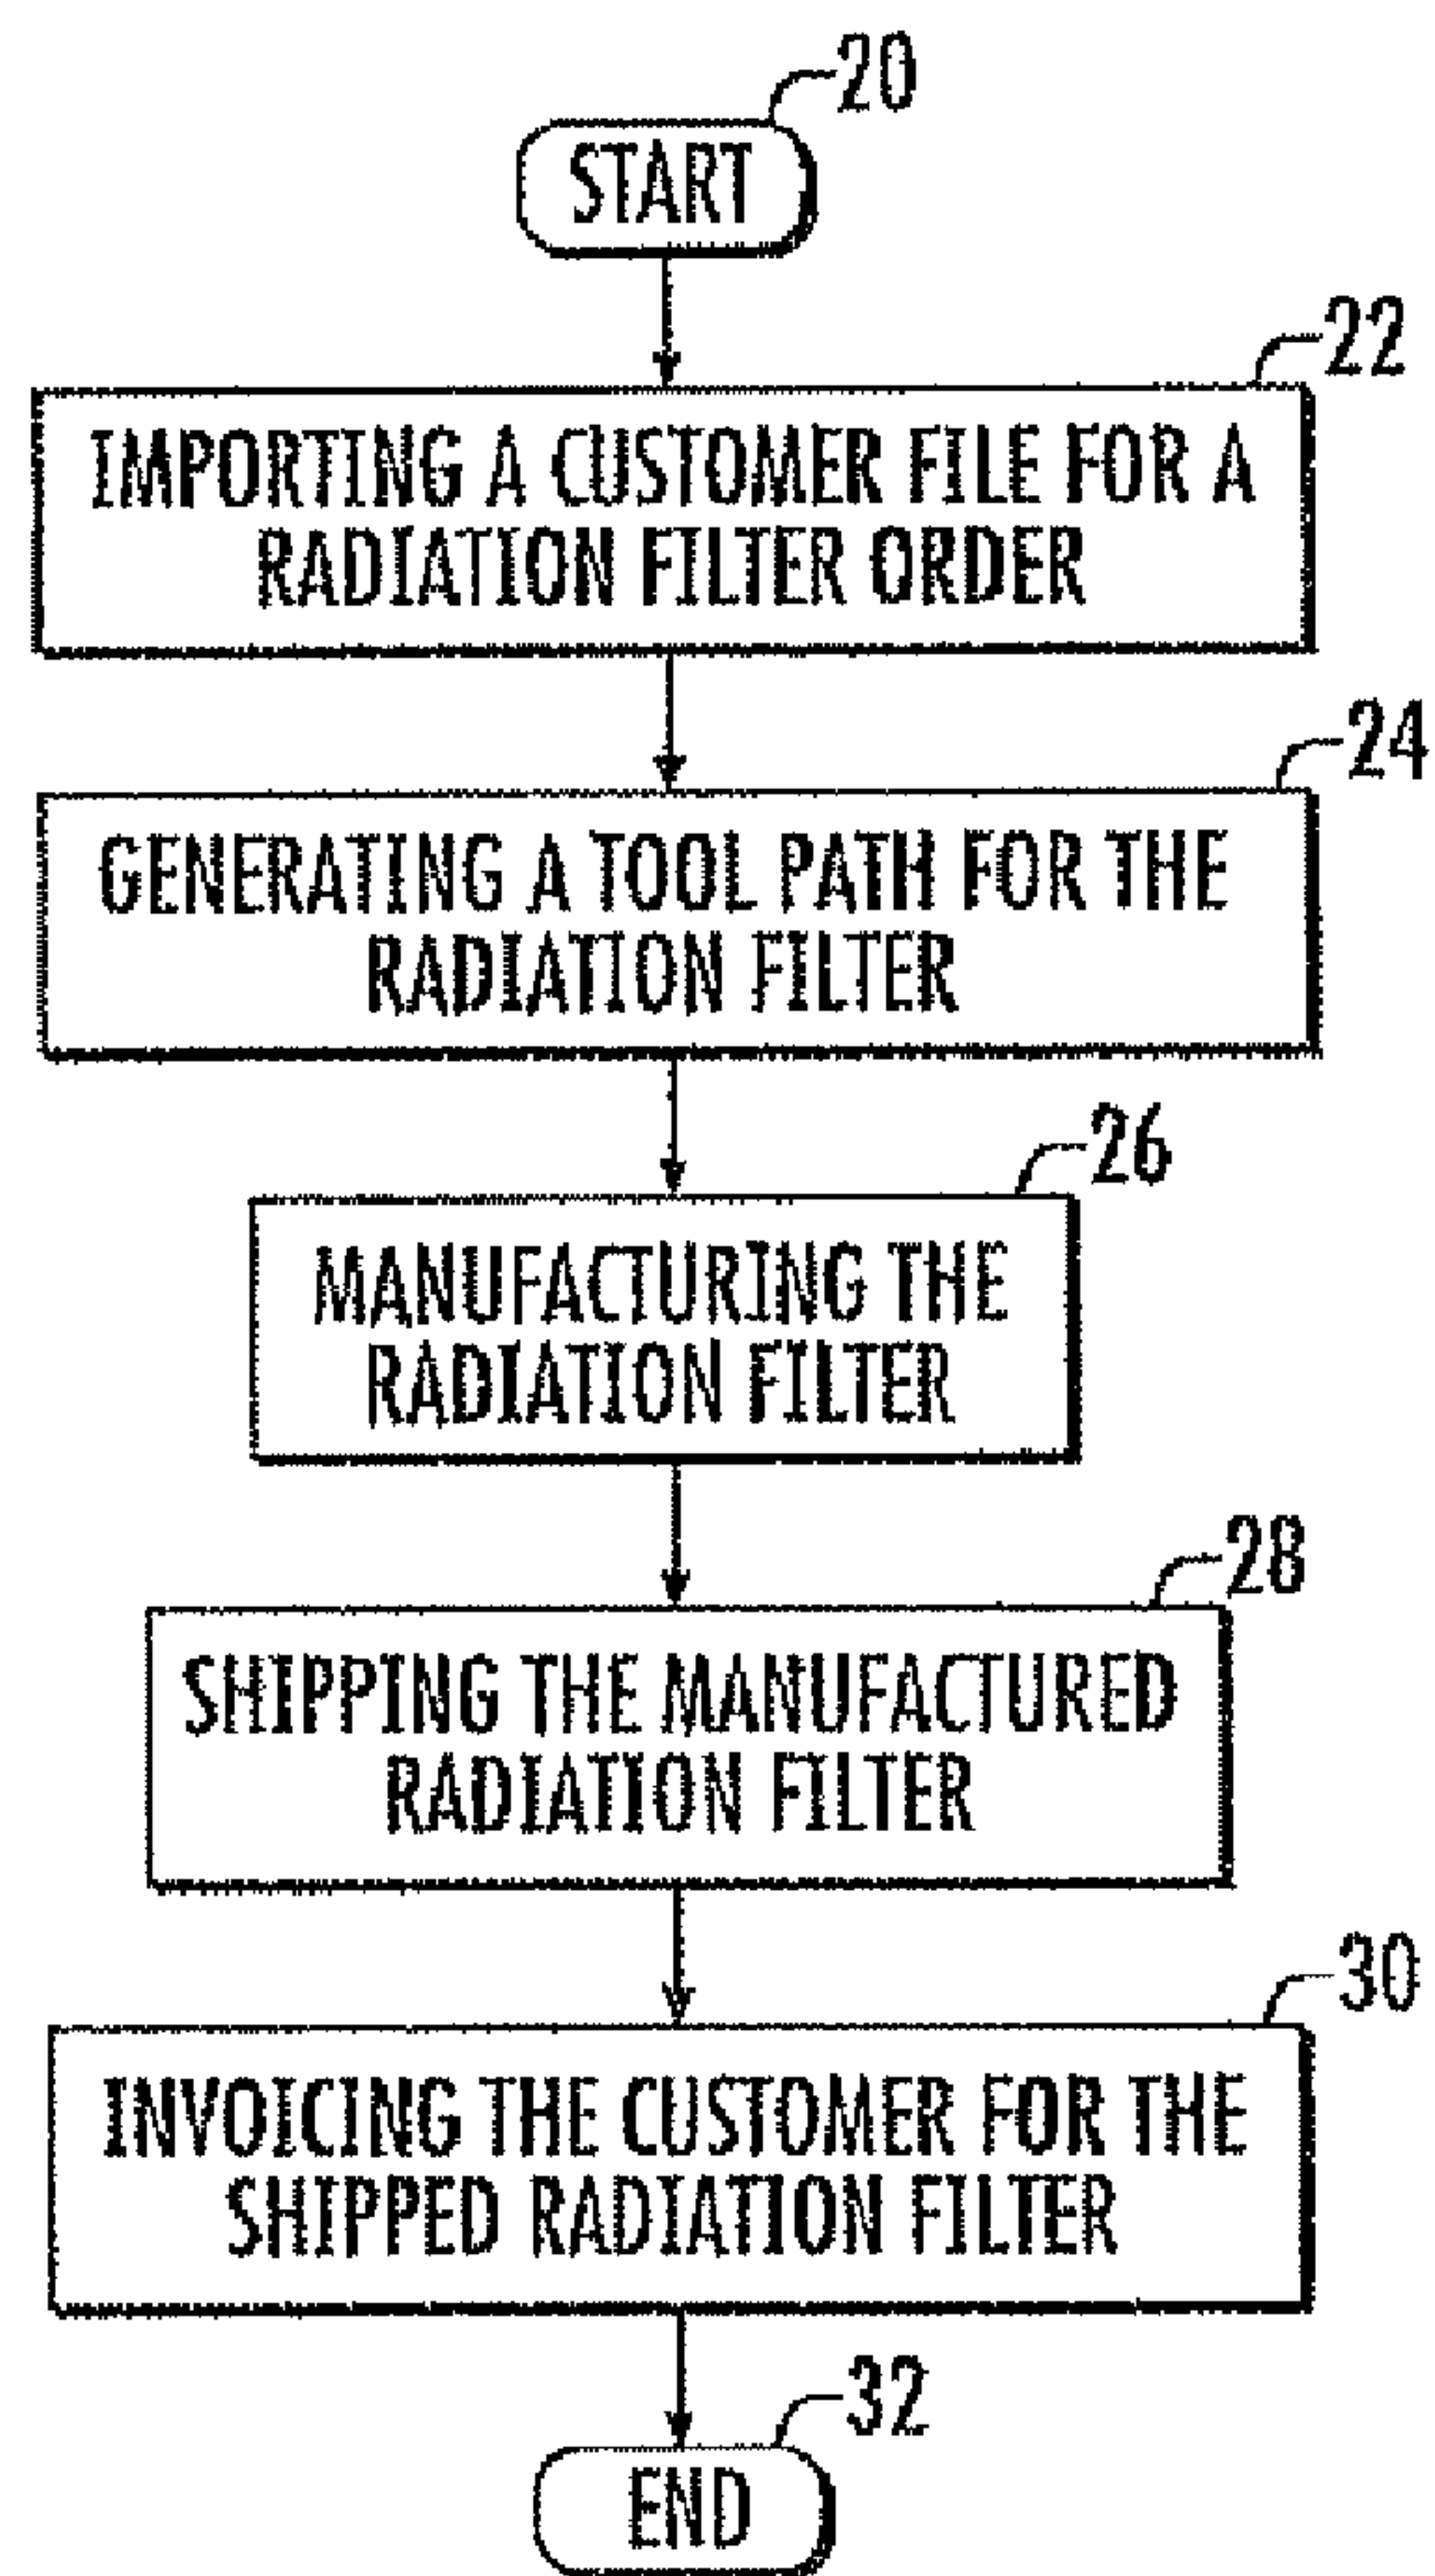 20
START
22
IMPORTING A CUSTOMER FILE FOR A
RADIATION FILTER ORDER
24
GENERATING A TOOL PATH FOR THE
RADIATION FILTER
26
MANUFACTURING THE
RADIATION FILTER
28
SHIPPING THE MANUFACTURED
RADIATION FILTER
30
INVOICING THE CUSTOMER FOR THE
SHIPPED RADIATION FILTER
32
END